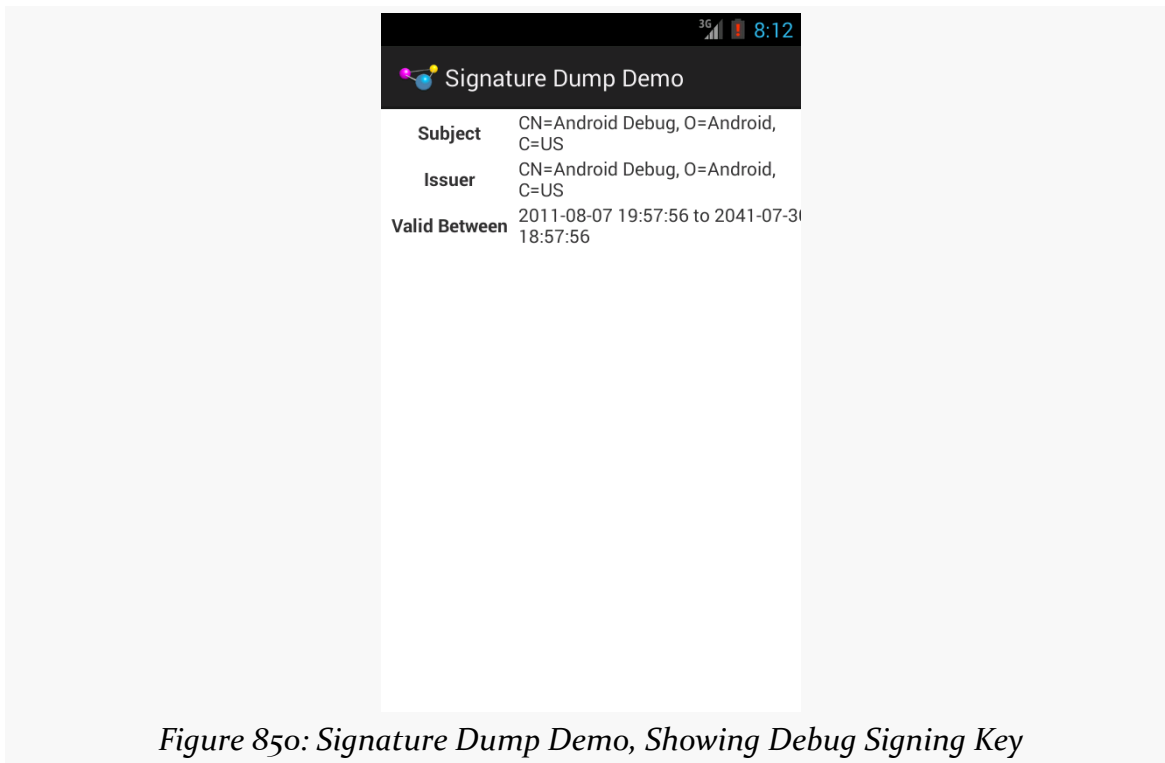 3G 8:12
Signature Dump Demo
Subject CN=Android Debug, O=Android,
C=US
Issuer CN=Android Debug, O=Android,
C=US
Valid Between 2011-08-07 19:57:56 to 2041-07-30
18:57:56
Figure 850: Signature Dump Demo, Showing Debug Signing Key